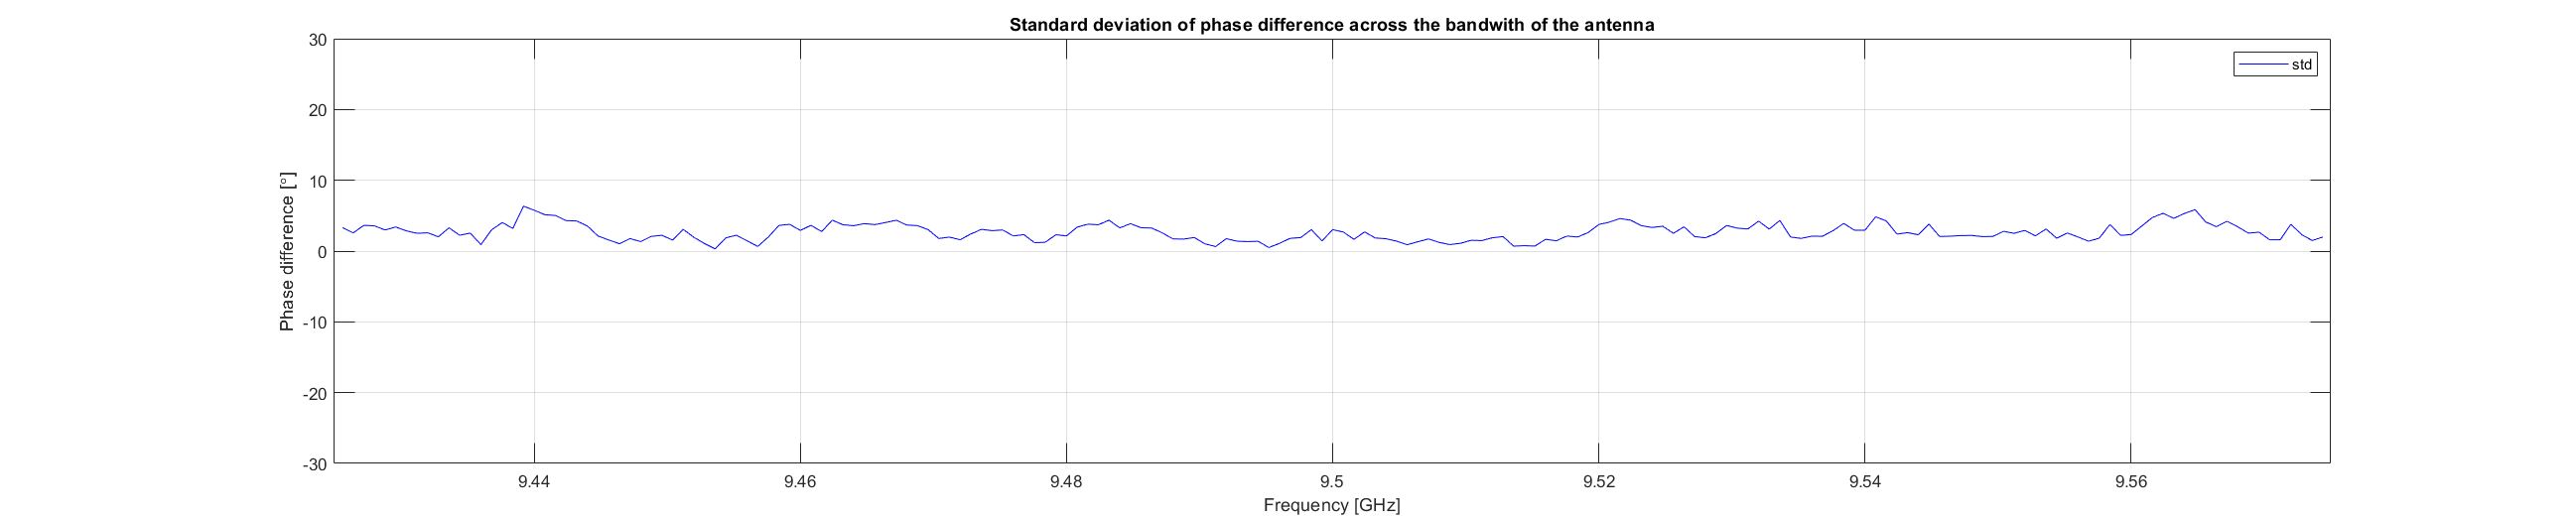 Standard deviation of phase difference across the bandwith of the antenna
std
30
20
10
0
-10
-20
-30
Phase difference [°]
9.44 9.46 9.48 9.5 9.52 9.54 9.56
Frequency [GHz]